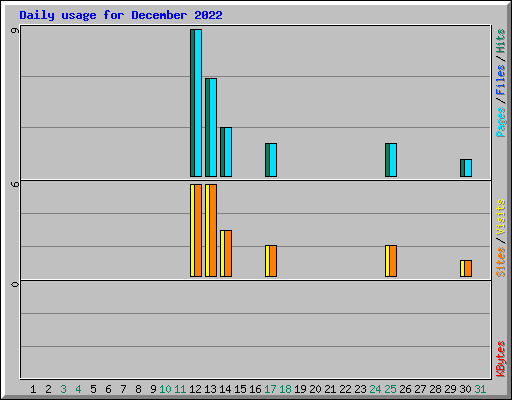 Daily usage for December 2022
9
6
0
Pages / Files / Hits
Sites / Visits
KBytes
1 2 3 4 5 6 7 8 9 10 11 12 13 14 15 16 17 18 19 20 21 22 23 24 25 26 27 28 29 30 31